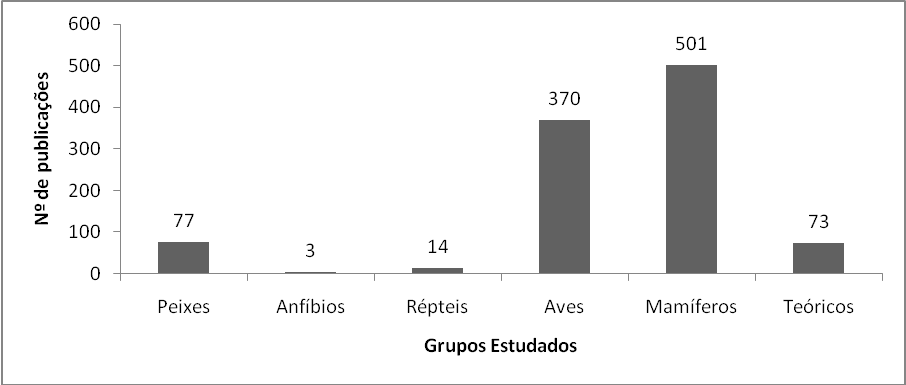 600
500
400
300
200
100
0
Nº de publicações
77
3
14
370
501
73
Peixes
Anfíbios
Répteis
Aves
Mamíferos
Teóricos
Grupos Estudados